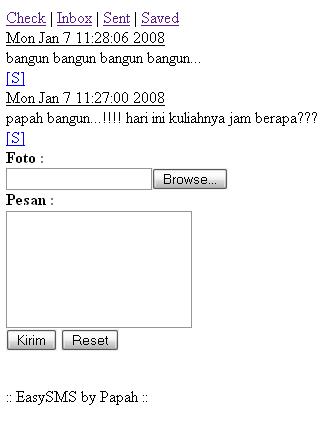 Check | Inbox | Sent | Saved
Mon Jan 7 11:28:06 2008
bangun bangun bangun bangun...
[S]
Mon Jan 7 11:27:00 2008
papah bangun...!!!! hari ini kuliahnya jam berapa???
[S]
Foto :
Browse...
Pesan :
Kirim Reset
:: EasySMS by Papah ::